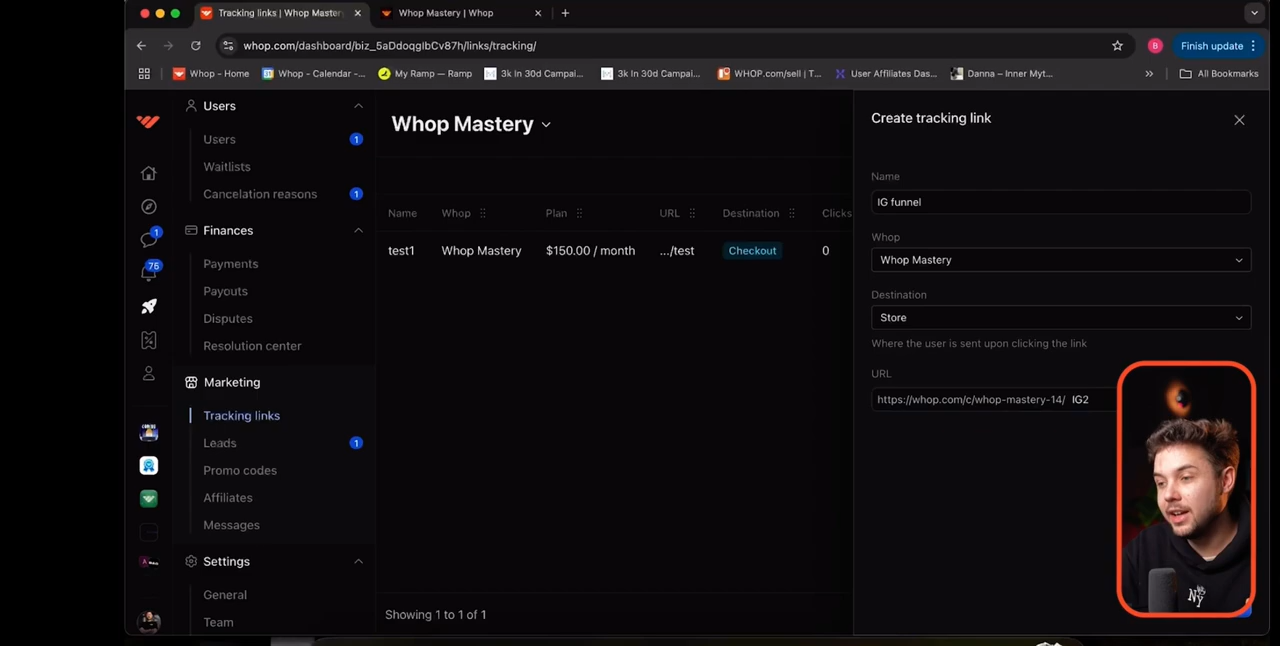 Tracking links | Whop Master
Whop Mastery | Whop
whop.com/dashboard/biz_5aDdoqglbCv87h/links/tracking/
B
Finish update
Whop - Home
Whop - Calendar -...
My Ramp – Ramp
3k In 30d Campai...
3k In 30d Campai...
WHOP.com/sell | T...
User Affiliates Das...
Danna – Inner Myt...
All Bookmarks
1
75
Users
Users 1
Waitlists
Cancelation reasons 1
Finances
Payments
Payouts
Disputes
Resolution center
Marketing
Tracking links
Leads 1
Promo codes
Affiliates
Messages
Settings
General
Team
Whop Mastery
Name Whop Plan URL Destination Clicks
test1 Whop Mastery $150.00 / month .../test Checkout 0
Showing 1 to 1 of 1
Create tracking link
Name
IG funnel
Whop
Whop Mastery
Destination
Store
Where the user is sent upon clicking the link
URL
https://whop.com/c/whop-mastery-14/ IG2
NY